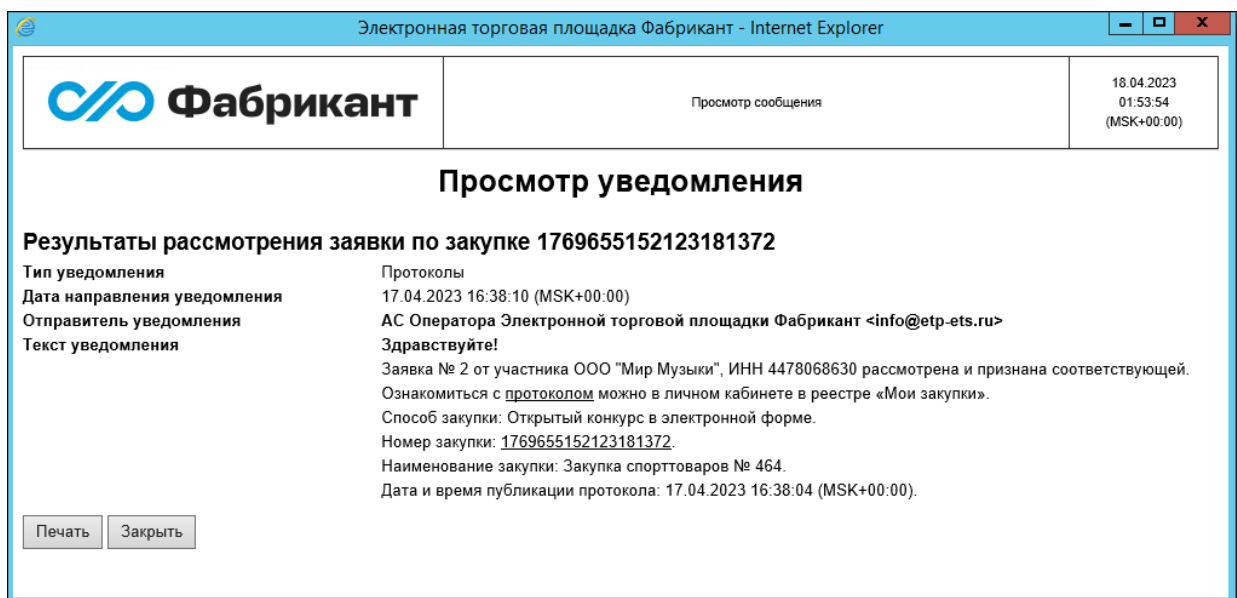 Электронная торговая площадка Фабрикант - Internet Explorer
Фабрикант
Просмотр сообщения
18.04.2023
01:53:54
(MSK+00:00)
Просмотр уведомления
Результаты рассмотрения заявки по закупке 1769655152123181372
Тип уведомления Протоколы
Дата направления уведомления 17.04.2023 16:38:10 (MSK+00:00)
Отправитель уведомления АС Оператора Электронной торговой площадки Фабрикант <info@etp-ets.ru>
Текст уведомления Здравствуйте!
Заявка № 2 от участника ООО "Мир Музыки", ИНН 4478068630 рассмотрена и признана соответствующей.
Ознакомиться с протоколом можно в личном кабинете в реестре «Мои закупки».
Способ закупки: Открытый конкурс в электронной форме.
Номер закупки: 1769655152123181372.
Наименование закупки: Закупка спорттоваров № 464.
Дата и время публикации протокола: 17.04.2023 16:38:04 (MSK+00:00).
Печать Закрыть